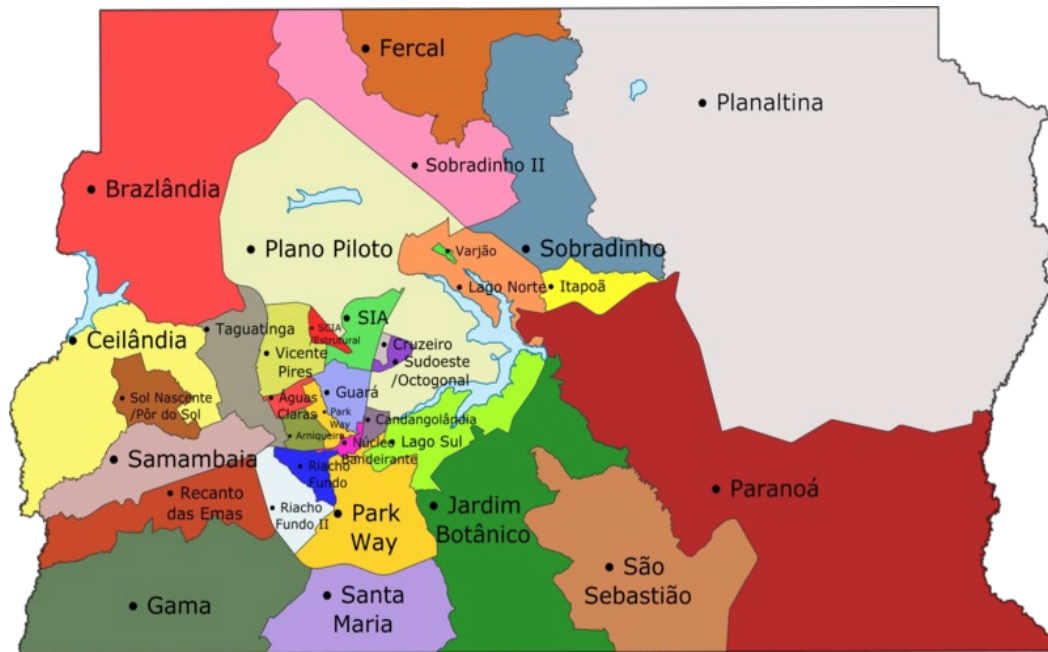 Fercal
Planaltina
Sobradinho II
Brazlândia
Plano Piloto
Sobradinho
Varjão
Lago Norte
Itapoã
SIA
Taguatinga
SCIA
/Estrutural
Ceilândia
Cruzeiro
Vicente
Pires
Sudoeste
/Octogonal
Sol Nascente
/Pôr do Sol
Águas
Claras
Guará
Park
Way
Candangolândia
Arniqueira
Núcleo
Bandeirante
Lago Sul
Samambaia
Riacho
Fundo
Recanto
das Emas
Paranoá
Riacho
Fundo II
Park
Way
Jardim
Botânico
São
Sebastião
Gama
Santa
Maria